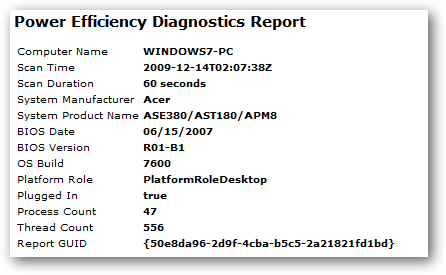 Power Efficiency Diagnostics Report
Computer Name WINDOWS7-PC
Scan Time 2009-12-14T02:07:38Z
Scan Duration 60 seconds
System Manufacturer Acer
System Product Name ASE380/AST180/APM8
BIOS Date 06/15/2007
BIOS Version R01-B1
OS Build 7600
Platform Role PlatformRoleDesktop
Plugged In true
Process Count 47
Thread Count 556
Report GUID {50e8da96-2d9f-4cba-b5c5-2a21821fd1bd}